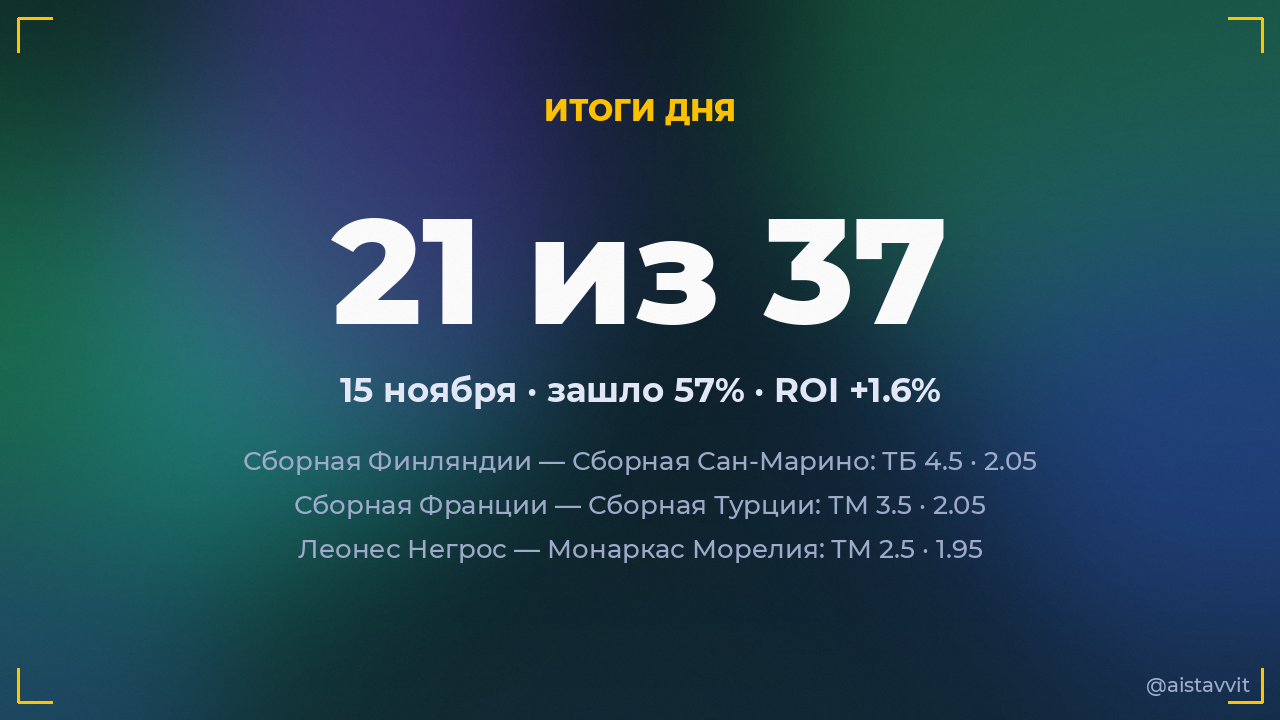 ИТОГИ ДНЯ
21 из 37
15 ноября · зашло 57% · ROI +1.6%
Сборная Финляндии — Сборная Сан-Марино: ТБ 4.5 · 2.05
Сборная Франции — Сборная Турции: ТМ 3.5 · 2.05
Леонес Негрос — Монаркас Морелия: ТМ 2.5 · 1.95
@aistavvit